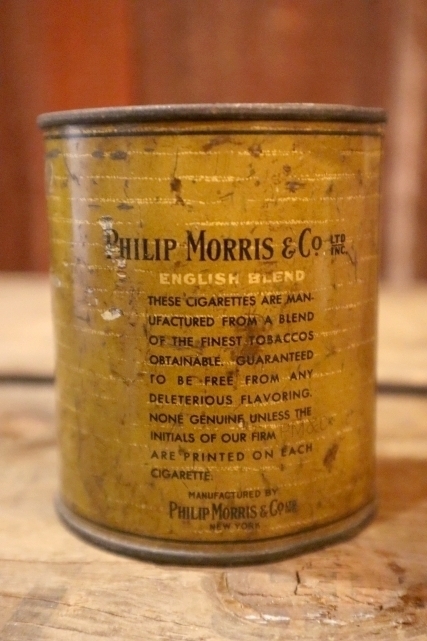 PHILIP MORRIS & CO LTD INC.
ENGLISH BLEND
THESE CIGARETTES ARE MAN-
UFACTURED FROM A BLEND
OF THE FINEST TOBACCOS
OBTAINABLE. GUARANTEED
TO BE FREE FROM ANY
DELETERIOUS FLAVORING.
NONE GENUINE UNLESS THE
INITIALS OF OUR FIRM
ARE PRINTED ON EACH
CIGARETTE.
MANUFACTURED BY
PHILIP MORRIS & CO
NEW YORK